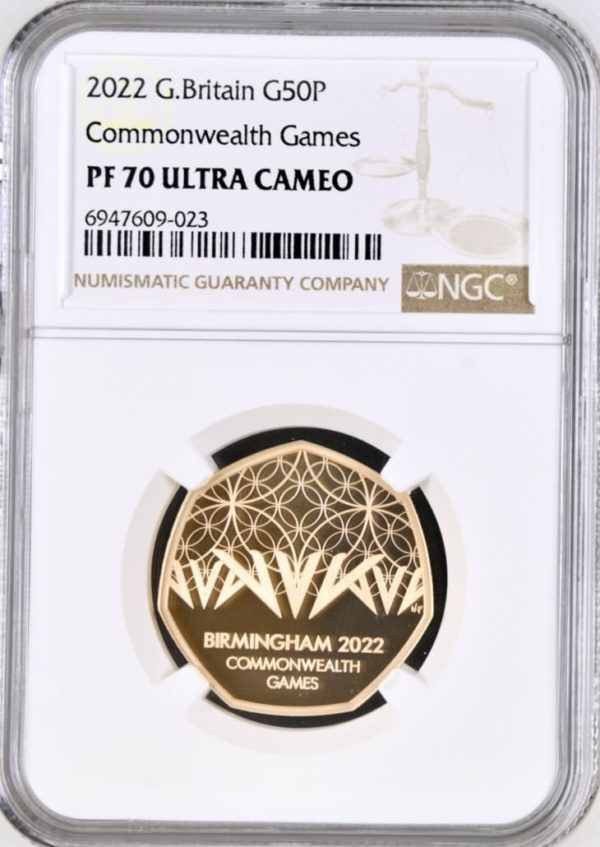 2022 G.Britain G50P
Commonwealth Games
PF 70 ULTRA CAMEO
6947609-023
NUMISMATIC GUARANTY COMPANY
NGC®
BIRMINGHAM 2022
COMMONWEALTH
GAMES